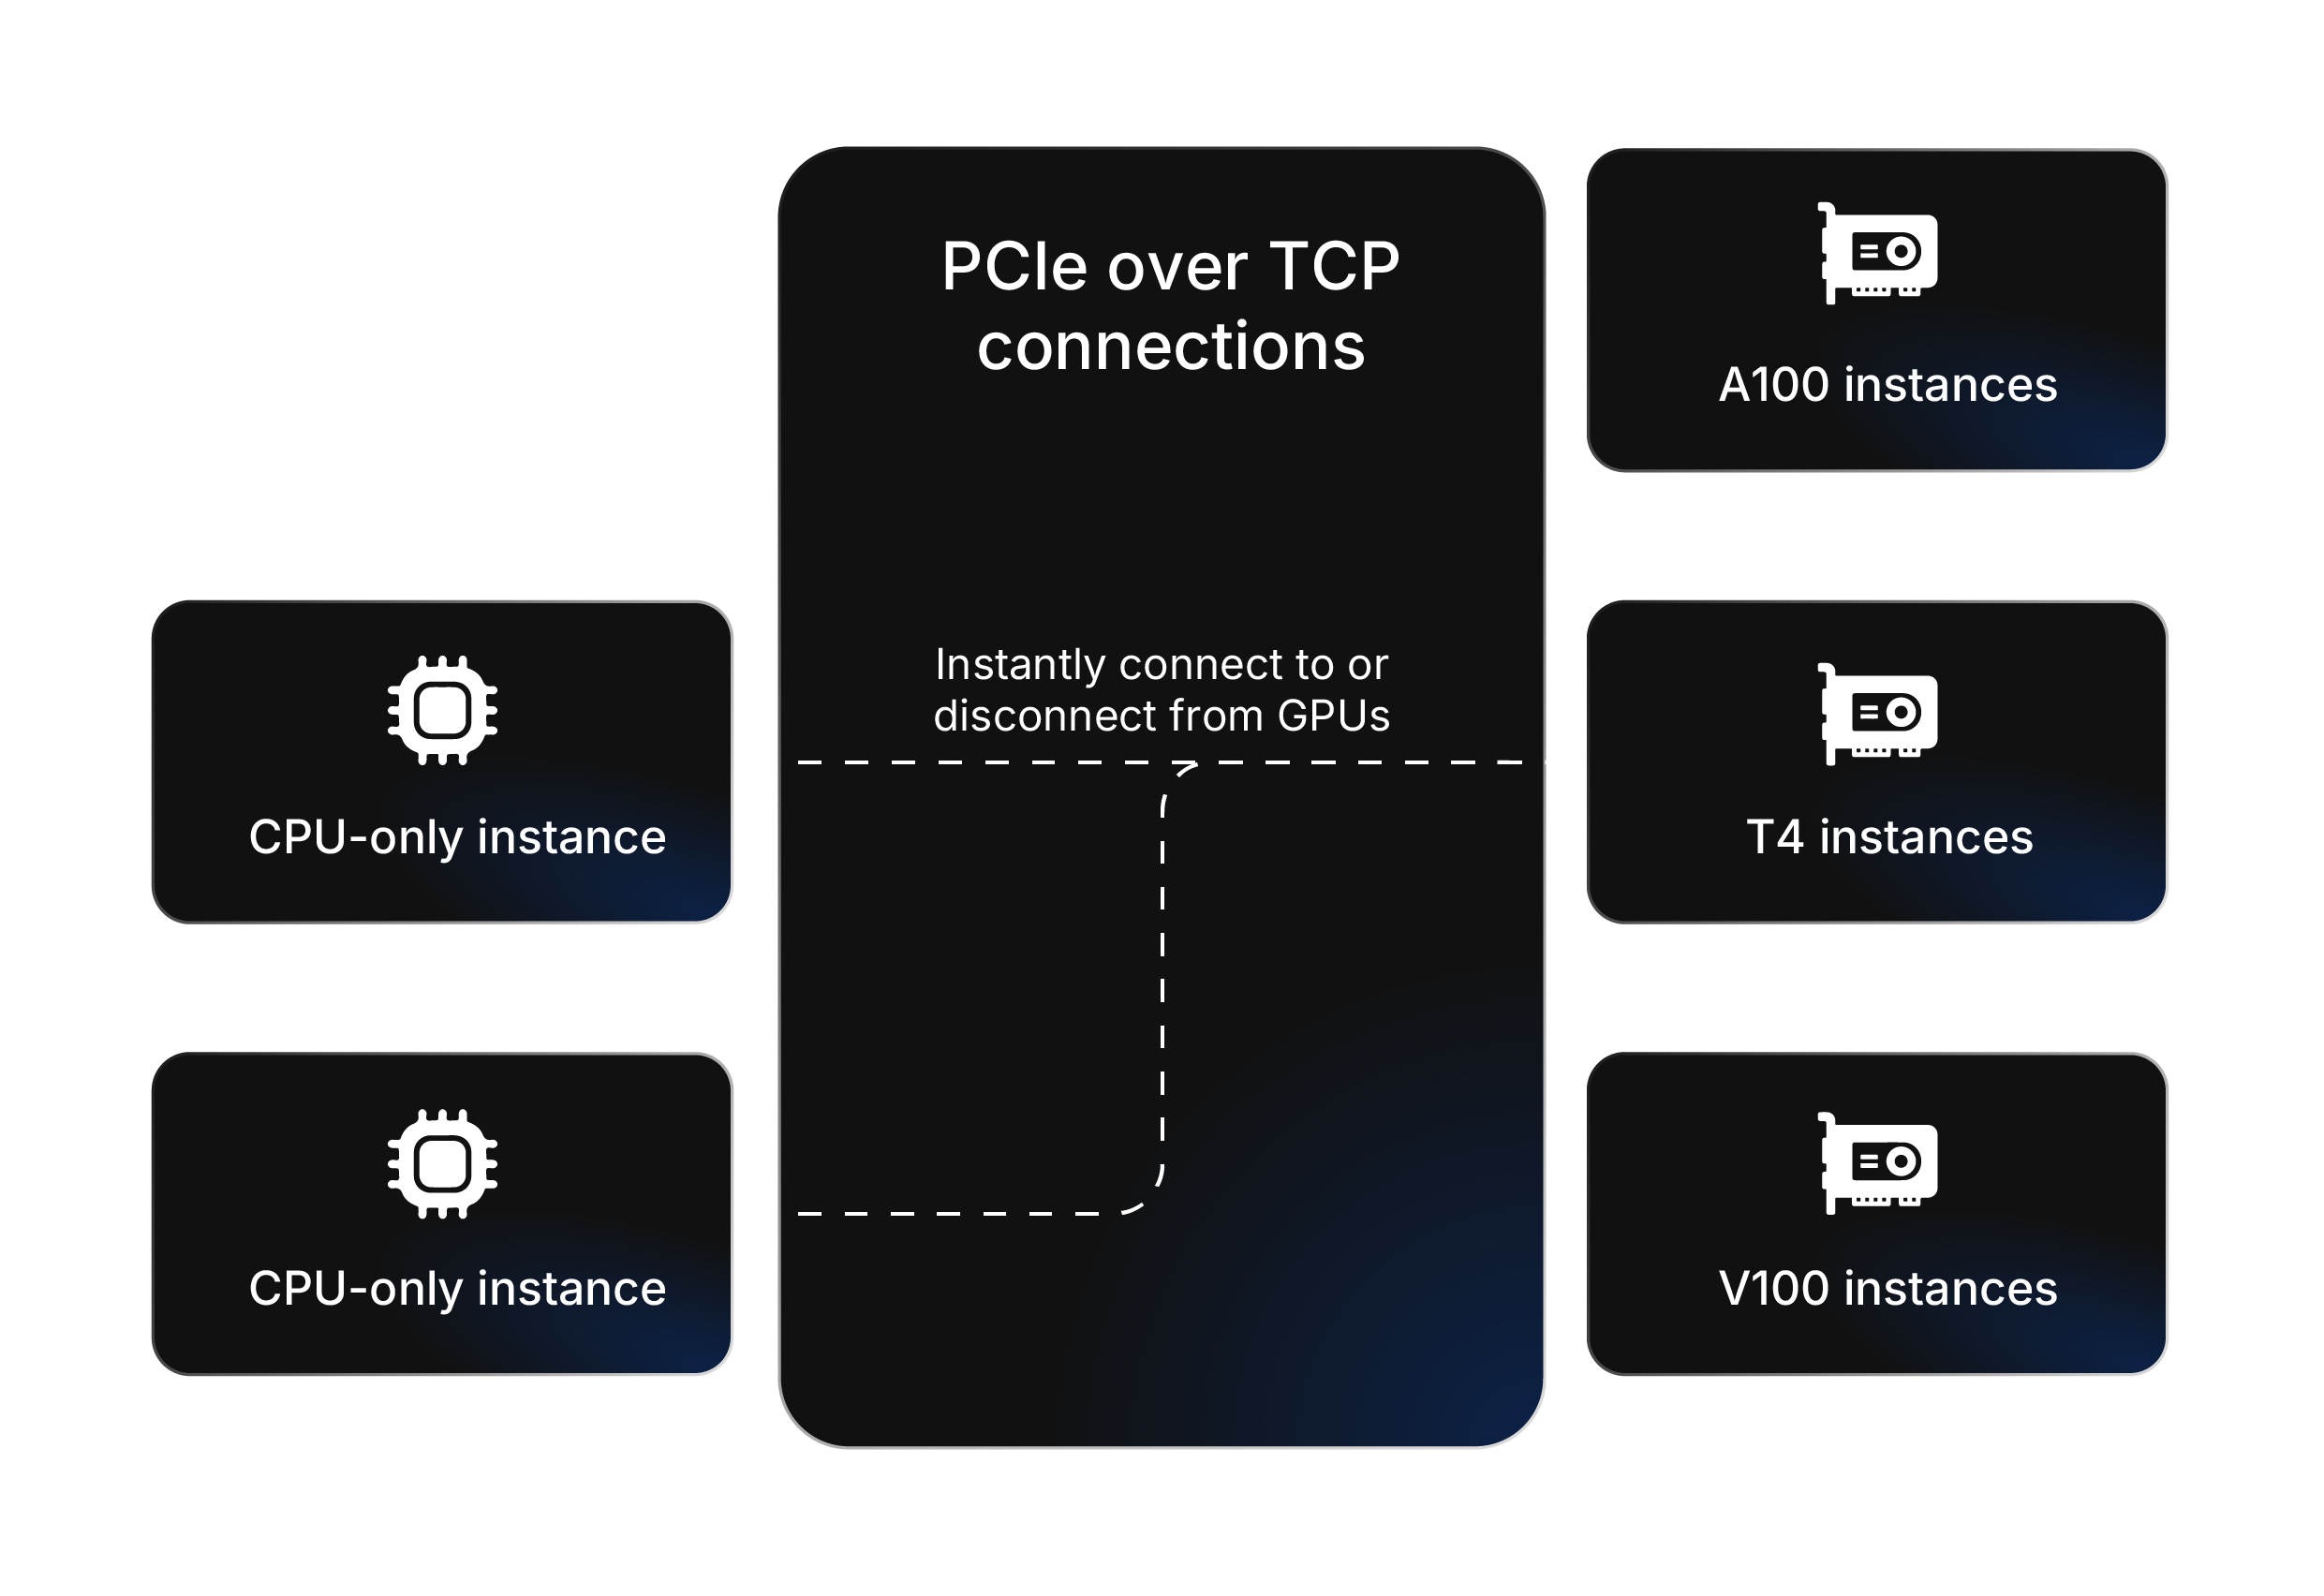 PCIe over TCP
connections
A100 instances
Instantly connect to or
disconnect from GPUs
CPU-only instance
T4 instances
CPU-only instance
V100 instances